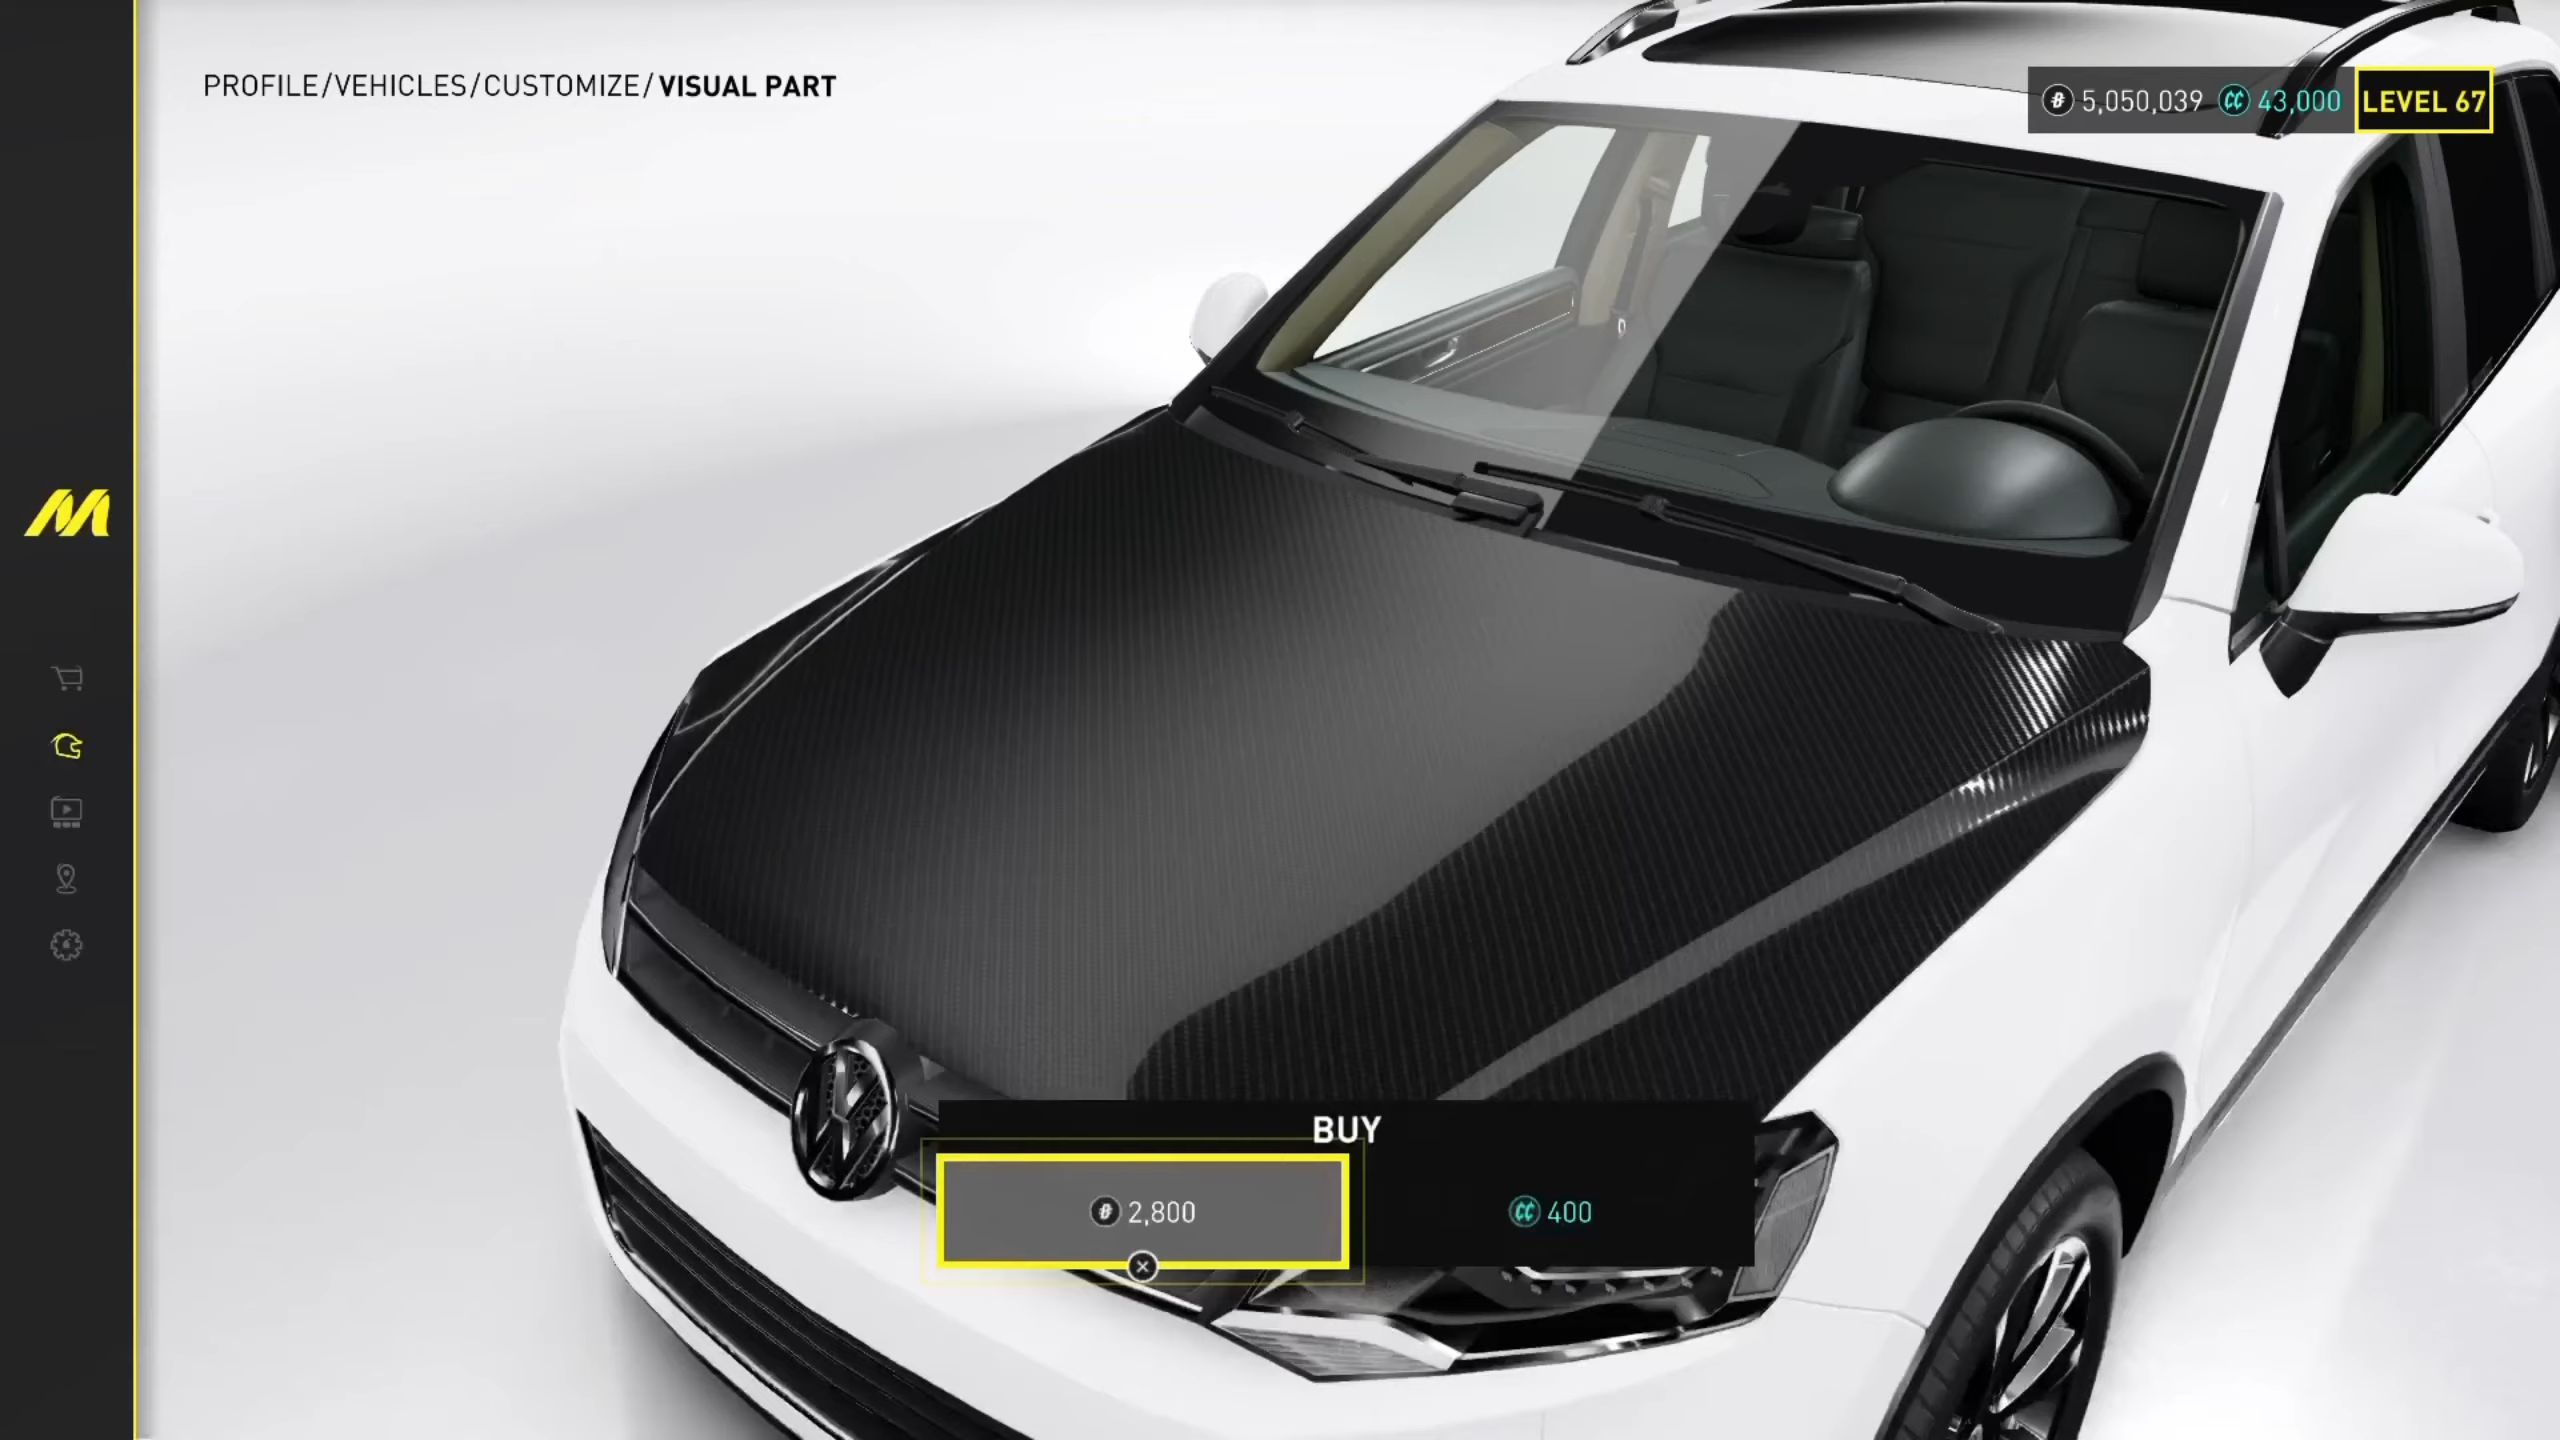 PROFILE/VEHICLES/CUSTOMIZE/VISUAL PART
5,050,039 43,000 LEVEL 67
BUY
2,800 400